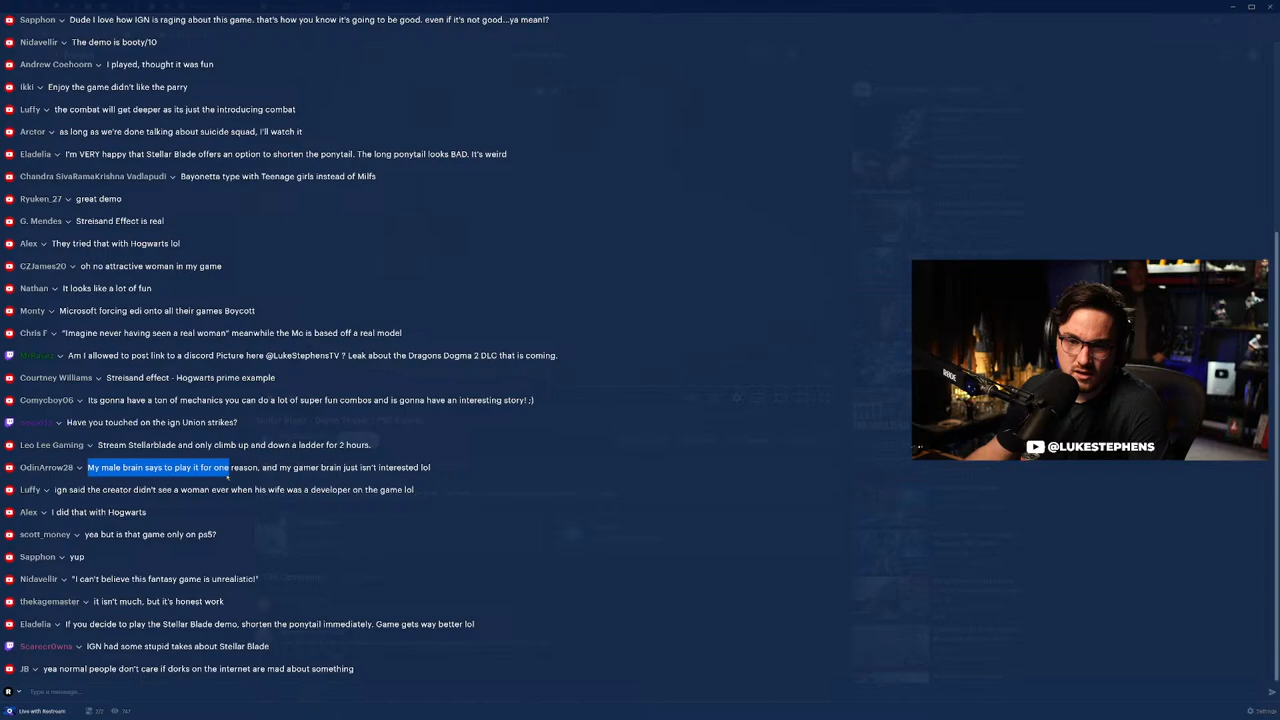 Sapphon Dude I love how IGN is raging about this game. that's how you know it's going to be good. even if it's not good...ya mean!?
Nidavellir The demo is booty/10
Andrew Coehoorn I played, thought it was fun
Ikki Enjoy the game didn't like the parry
Luffy the combat will get deeper as its just the introducing combat
Arctor as long as we're done talking about suicide squad, I'll watch it
Eladelia I'm VERY happy that Stellar Blade offers an option to shorten the ponytail. The long ponytail looks BAD. It's weird
Chandra SivaRamaKrishna Vadlapudi Bayonetta type with Teenage girls instead of Milfs
Ryuken_27 great demo
G. Mendes Streisand Effect is real
Alex They tried that with Hogwarts lol
CZJames20 oh no attractive woman in my game
Nathan It looks like a lot of fun
Monty Microsoft forcing edi onto all their games Boycott
Chris F "Imagine never having seen a real woman" meanwhile the Mc is based off a real model
Am I allowed to post link to a discord Picture here @LukeStephensTV ? Leak about the Dragons Dogma 2 DLC that is coming.
Courtney Williams Streisand effect - Hogwarts prime example
Comycboy06 Its gonna have a ton of mechanics you can do a lot of super fun combos and is gonna have an interesting story! ;)
Have you touched on the ign Union strikes?
Leo Lee Gaming Stream Stellarblade and only climb up and down a ladder for 2 hours.
OdinArrow28 My male brain says to play it for one reason, and my gamer brain just isn't interested lol
Luffy ign said the creator didn't see a woman ever when his wife was a developer on the game lol
Alex I did that with Hogwarts
scott_money yea but is that game only on ps5?
Sapphon yup
Nidavellir "I can't believe this fantasy game is unrealistic!"
thekagemaster it isn't much, but it's honest work
Eladelia If you decide to play the Stellar Blade demo, shorten the ponytail immediately. Game gets way better lol
Scarecr0wns IGN had some stupid takes about Stellar Blade
JB yea normal people don't care if dorks on the internet are mad about something
R Type a message...
Live with Restream 2/2 747 Settings
@LUKESTEPHENS